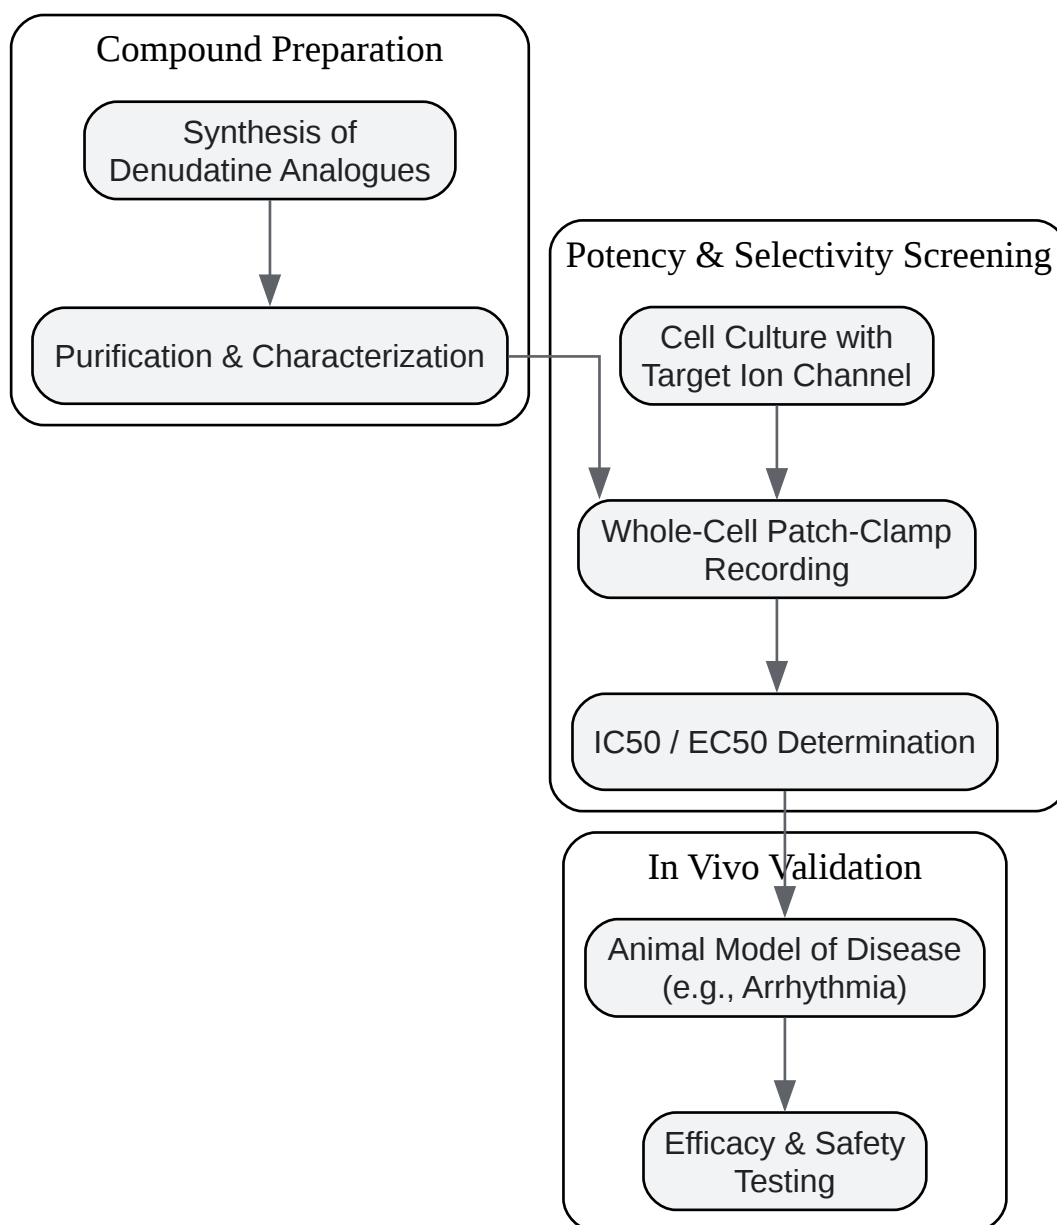 Compound Preparation
Synthesis of
Denudatine Analogues
Purification & Characterization
Potency & Selectivity Screening
Cell Culture with
Target Ion Channel
Whole-Cell Patch-Clamp
Recording
IC50 / EC50 Determination
In Vivo Validation
Animal Model of Disease
(e.g., Arrhythmia)
Efficacy & Safety
Testing